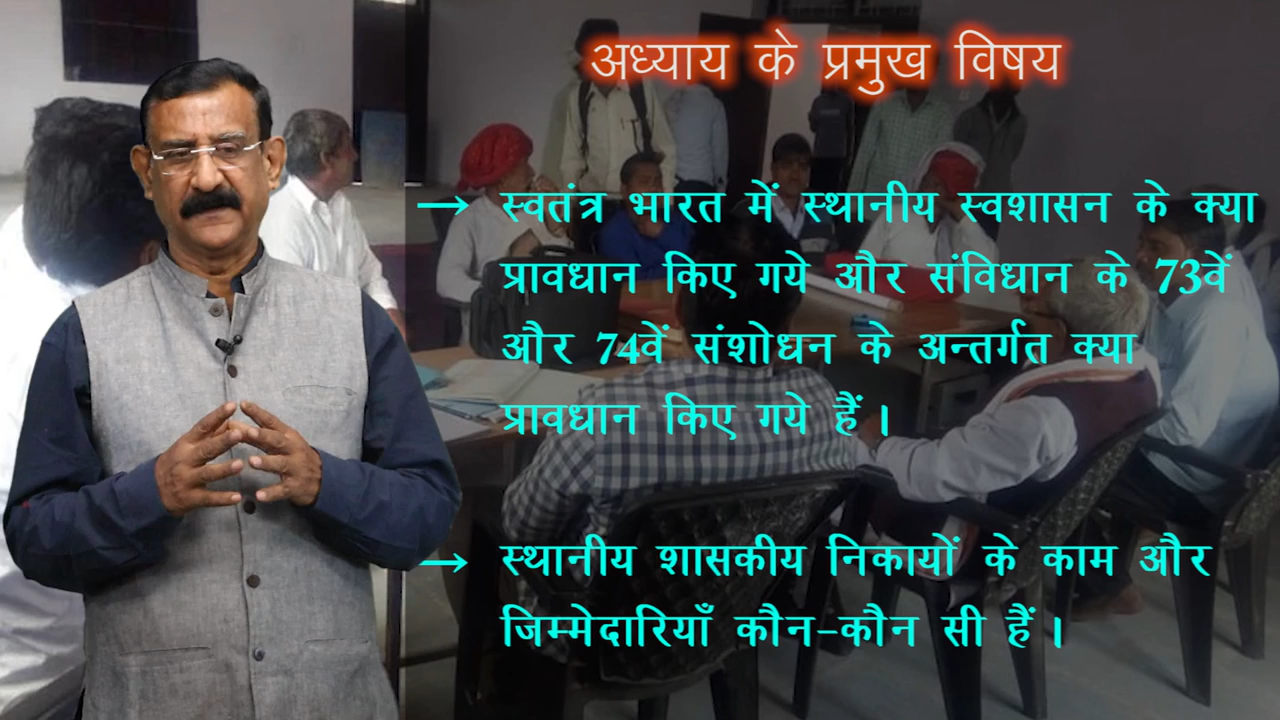 अध्याय के प्रमुख विषय
→ स्वतंत्र भारत में स्थानीय स्वशासन के क्या
प्रावधान किए गये और संविधान के 73वें
और 74वें संशोधन के अन्तर्गत क्या
प्रावधान किए गये हैं।
→ स्थानीय शासकीय निकायों के काम और
जिम्मेदारियाँ कौन-कौन सी हैं।